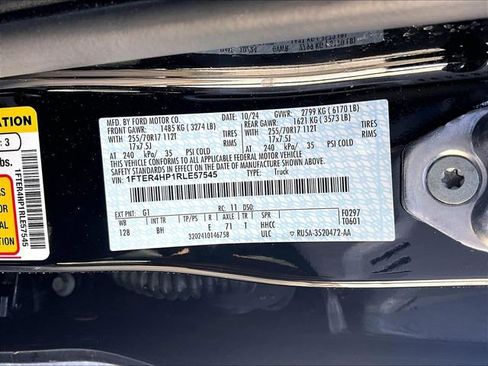 ATION
: 3
lbs.
1FTER4HP1RLE57545
MFD. BY FORD MOTOR CO. 10/24 GVWR: 2799 KG ( 6170 LB)
FRONT GAWR: 1485 KG ( 3274 LB) REAR GAWR: 1621 KG ( 3573 LB)
255/70R17 112T TIRES 255/70R17 112T TIRES
17x7.5J RIMS 17x7.5J RIMS
AT 240 kPa/ 35 PSI COLD AT 240 kPa/ 35 PSI COLD
THIS VEHICLE CONFORMS TO ALL APPLICABLE FEDERAL MOTOR VEHICLE
SAFETY STANDARDS IN EFFECT ON THE DATE OF MANUFACTURE SHOWN ABOVE.
VIN: 1FTER4HP1RLE57545 TYPE: Truck
EXT PNT: G1 RC: 11 DSO: F0297
WB INT TR TP/PS R AXLE TR SPR T0601
128 BH E 71 1 HHCC
3202410146758 ULC RU5A-3520472-AA